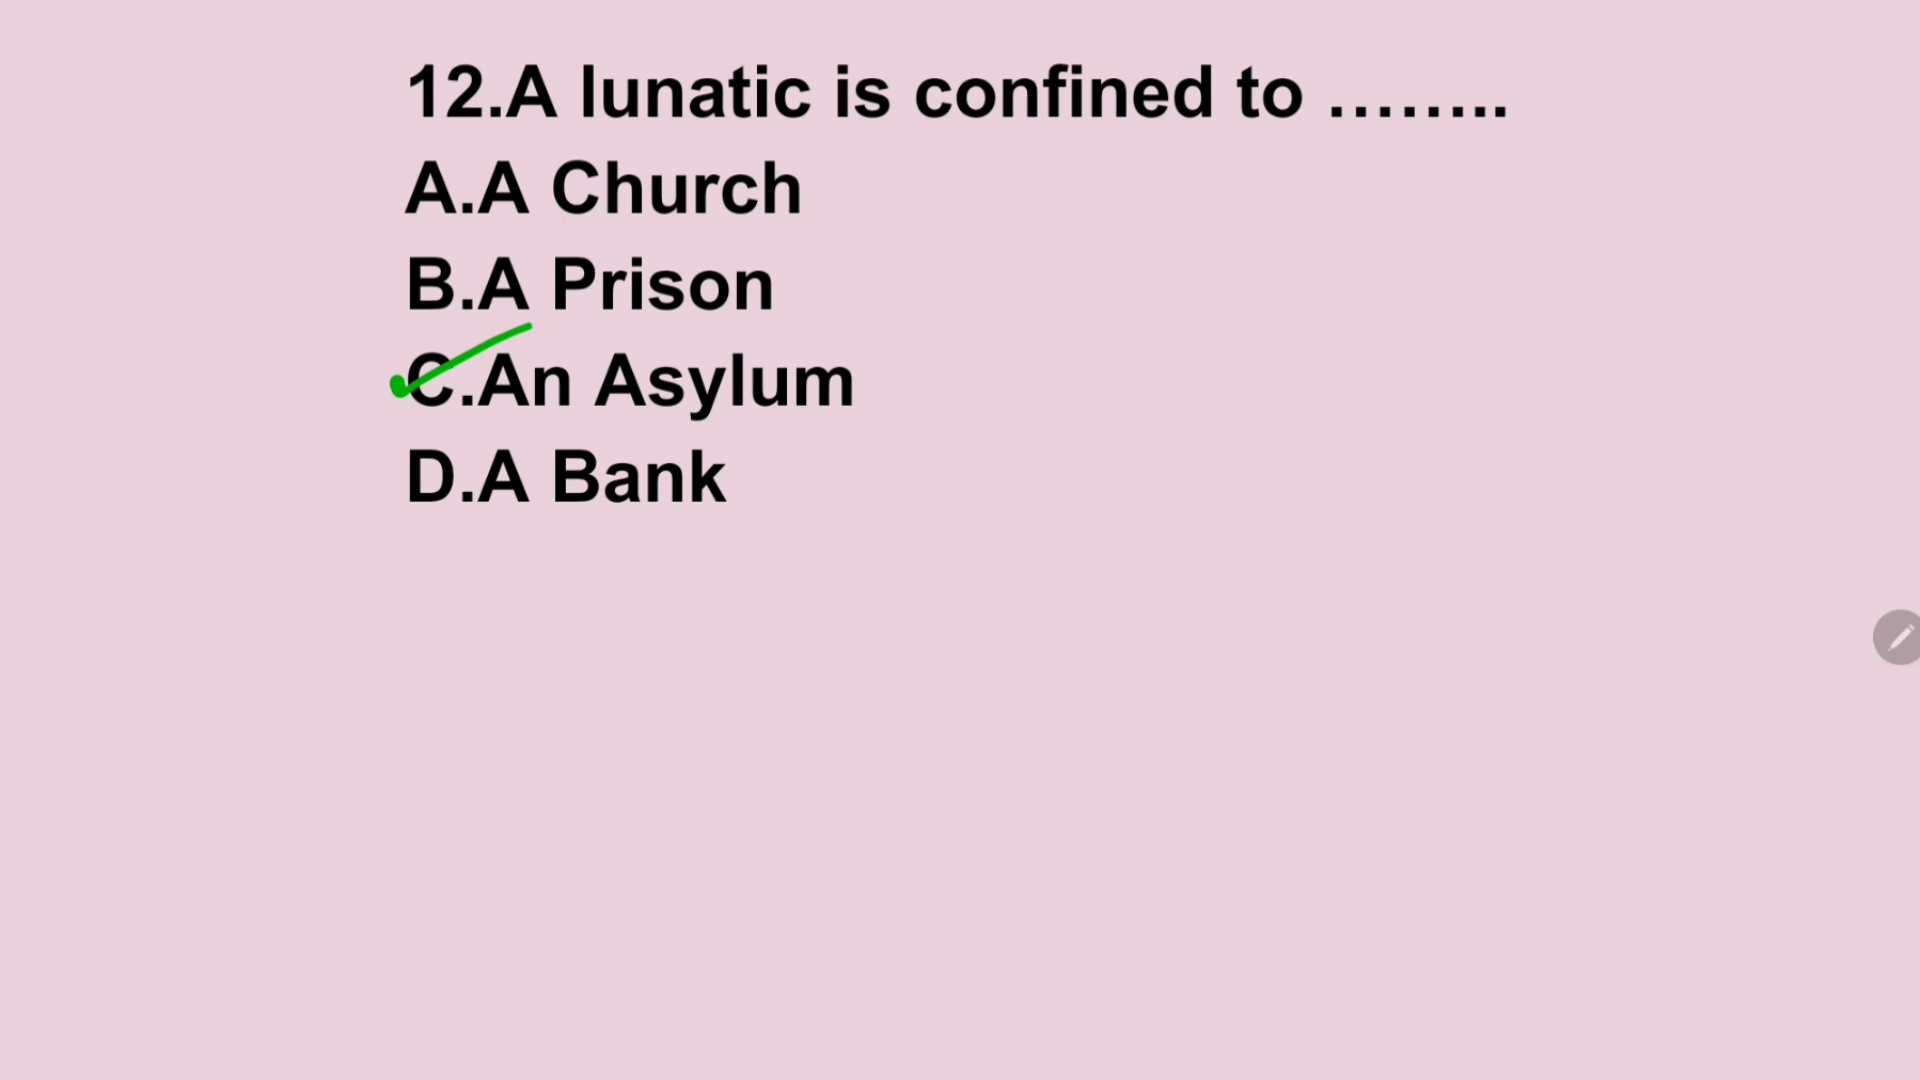 12.A lunatic is confined to ……..
A.A Church
B.A Prison
C.An Asylum
D.A Bank